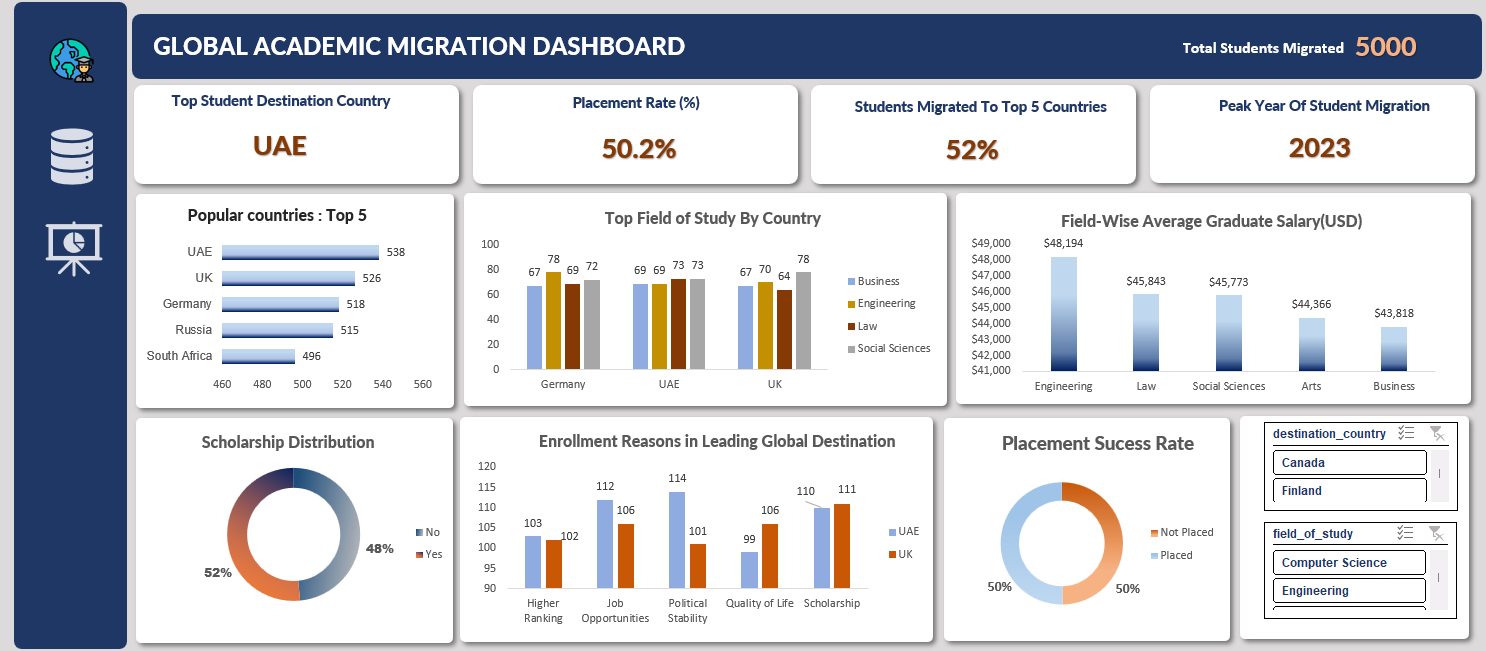 GLOBAL ACADEMIC MIGRATION DASHBOARD
Total Students Migrated 5000
Top Student Destination Country
UAE
Placement Rate (%)
50.2%
Students Migrated To Top 5 Countries
52%
Peak Year Of Student Migration
2023
Popular countries : Top 5
UAE 538
UK 526
Germany 518
Russia 515
South Africa 496
460 480 500 520 540 560
Top Field of Study By Country
100
80
60
40
20
0
67 78 69 72
69 69 73 73
67 70 64 78
Germany UAE UK
Business
Engineering
Law
Social Sciences
Field-Wise Average Graduate Salary(USD)
$49,000
$48,000
$47,000
$46,000
$45,000
$44,000
$43,000
$42,000
$41,000
$48,194
$45,843
$45,773
$44,366
$43,818
Engineering Law Social Sciences Arts Business
Scholarship Distribution
48%
52%
No
Yes
Enrollment Reasons in Leading Global Destination
120
115
110
105
100
95
90
103 102
112 106
114 101
99 106
110 111
Higher
Ranking
Job
Opportunities
Political
Stability
Quality of Life
Scholarship
UAE
UK
Placement Sucess Rate
50%
50%
Not Placed
Placed
destination_country
Canada
Finland
field_of_study
Computer Science
Engineering